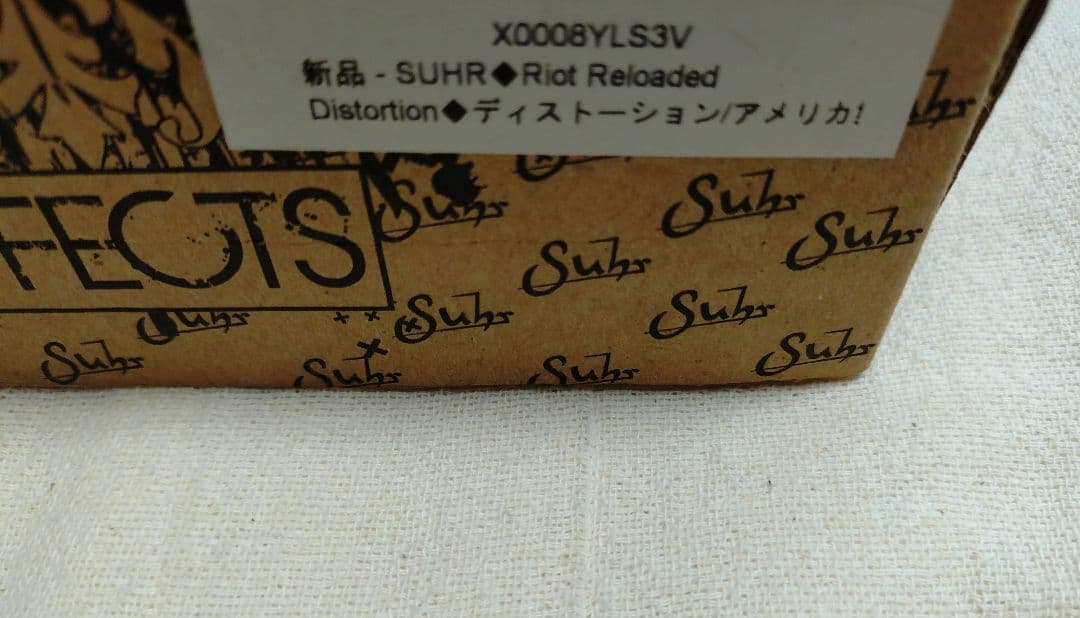 X0008YLS3V
新品 - SUHR◆Riot Reloaded
Distortion◆ディストーション/アメリカ!
FECTS
Suhr
Suhr
Suhr
Suhr
Suhr
Suhr
Suhr
Suhr
Suhr
Suhr
Suhr